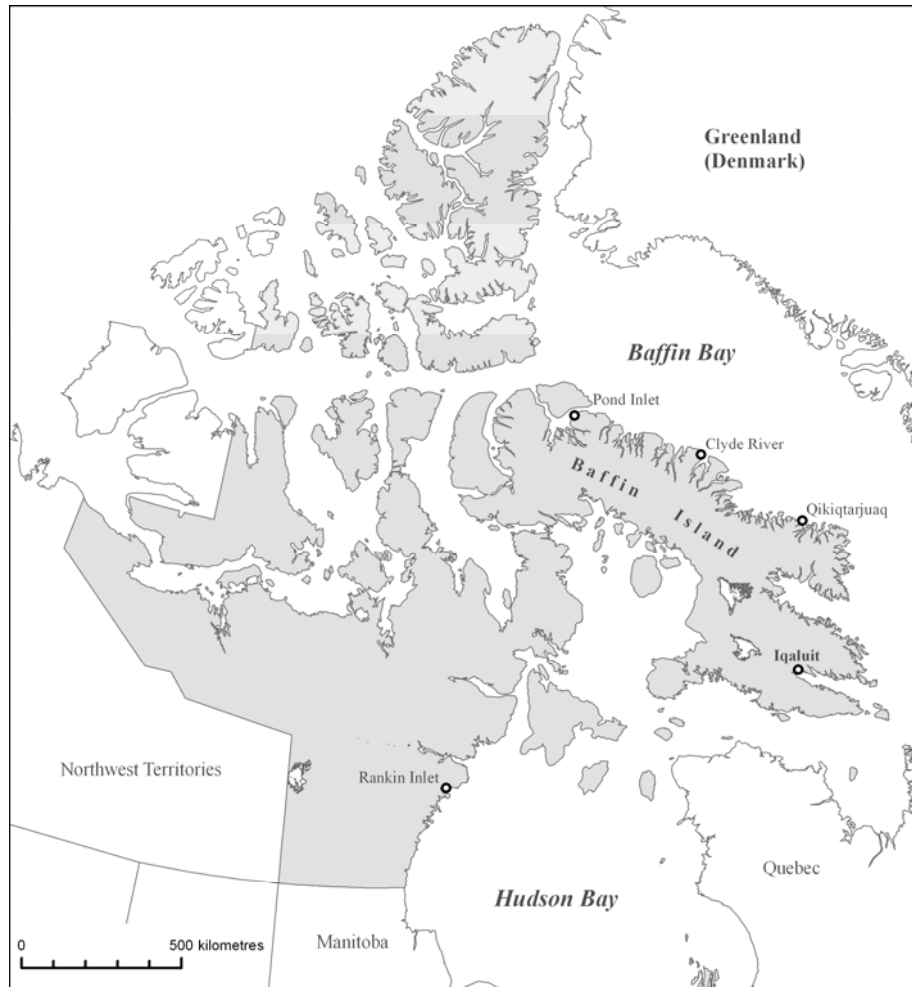 Greenland
(Denmark)
Baffin Bay
Pond Inlet
Clyde River
Baffin
Island
Qikiqtarjuaq
Iqaluit
Northwest Territories
Rankin Inlet
Quebec
Hudson Bay
Manitoba
0 500 kilometres